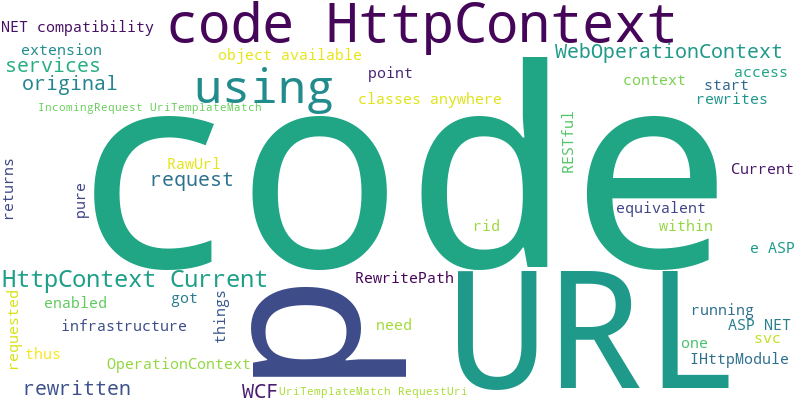 code HttpContext
NET compatibility
extension
object available
WebOperationContext
services
using
point
access
original
context
start
classes anywhere
rewrites
IncomingRequest UriTemplateMatch
code
RESTful
RawUrl
request
Current
returns
pure
equivalent
rid
within
e ASP
HttpContext Current
RewritePath
URL
p
requested
enabled
got
things
infrastructure
need
running
ASP NET
thus
one
svc
OperationContext
IHttpModule
rewritten
WCF
UriTemplateMatch RequestUri